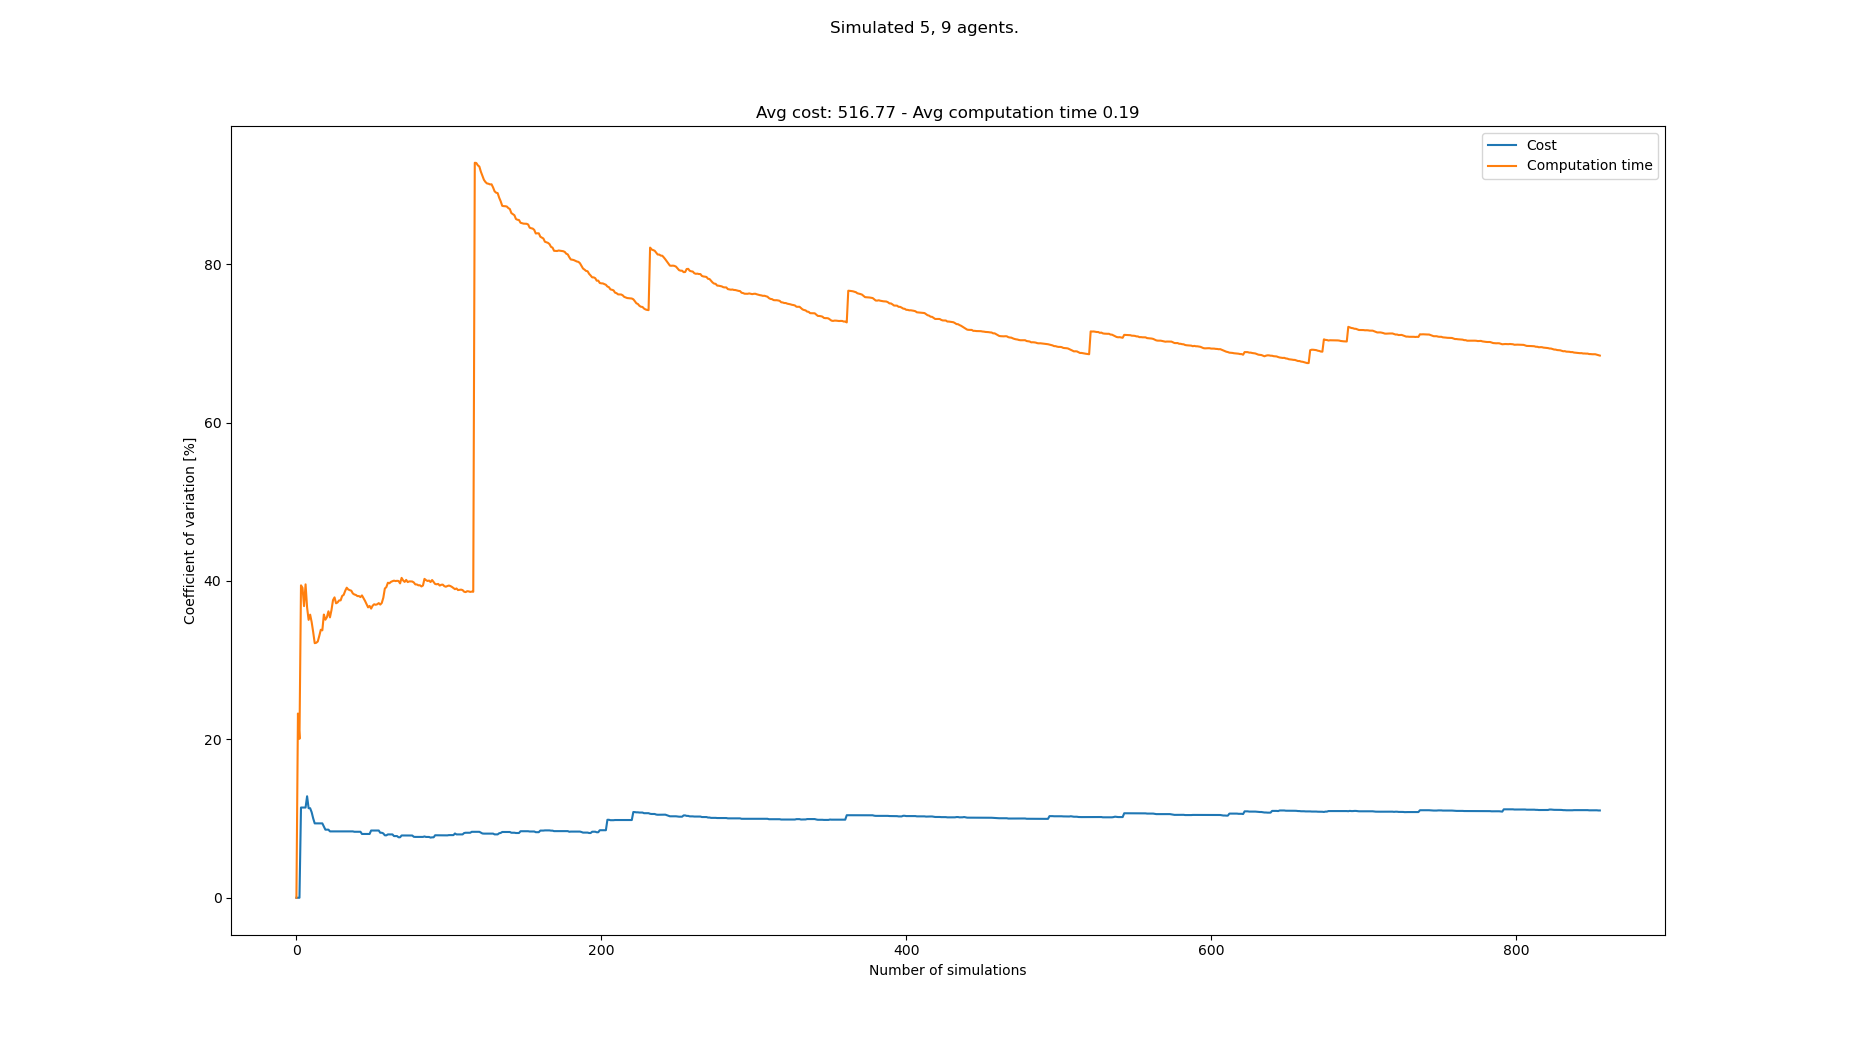 Simulated 5, 9 agents.
Avg cost: 516.77 - Avg computation time 0.19
Cost
Computation time
Coefficient of variation [%]
80
60
40
20
0
0 200 400 600 800
Number of simulations